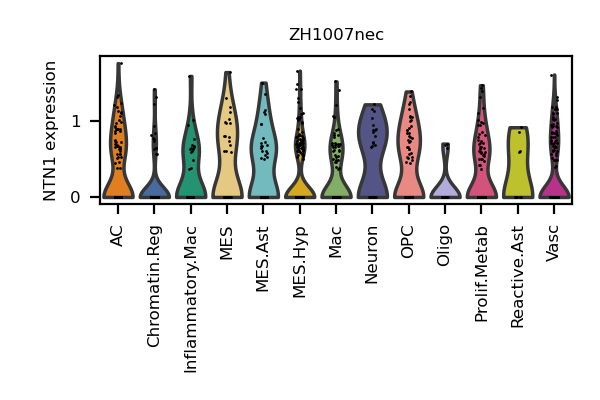 ZH1007nec
NTN1 expression
1
0
AC
Chromatin.Reg
Inflammatory.Mac
MES
MES.Ast
MES.Hyp
Mac
Neuron
OPC
Oligo
Prolif.Metab
Reactive.Ast
Vasc